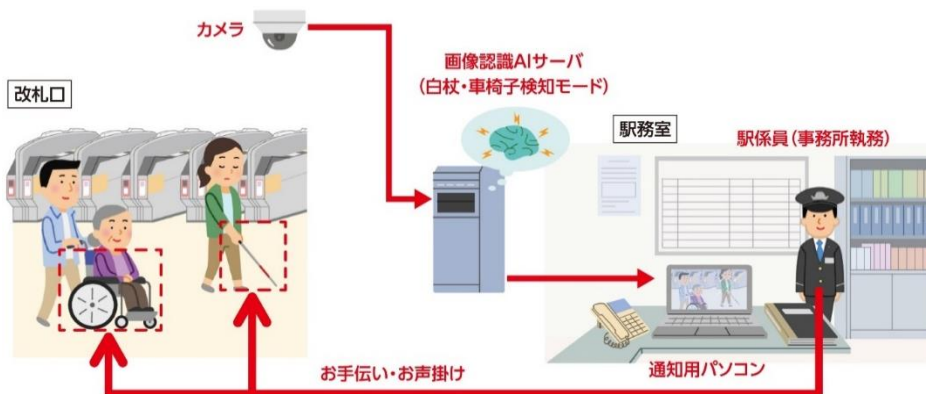 カメラ
画像認識AIサーバ
(白杖・車椅子検知モード)
改札口
駅務室
駅係員(事務所執務)
お手伝い・お声掛け
通知用パソコン